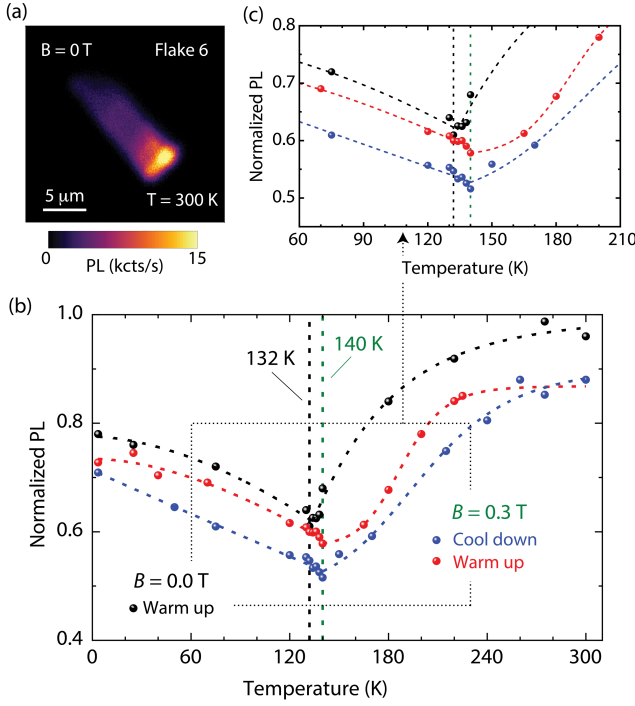 (a)
B = 0 T
Flake 6
5 μm
T = 300 K
0
15
PL (kcts/s)
(c)
Normalized PL
0.8
0.7
0.6
0.5
60
90
120
150
180
210
Temperature (K)
(b)
Normalized PL
1.0
0.8
0.6
0.4
132 K
140 K
B = 0.3 T
Cool down
Warm up
B = 0.0 T
Warm up
0
60
120
180
240
300
Temperature (K)